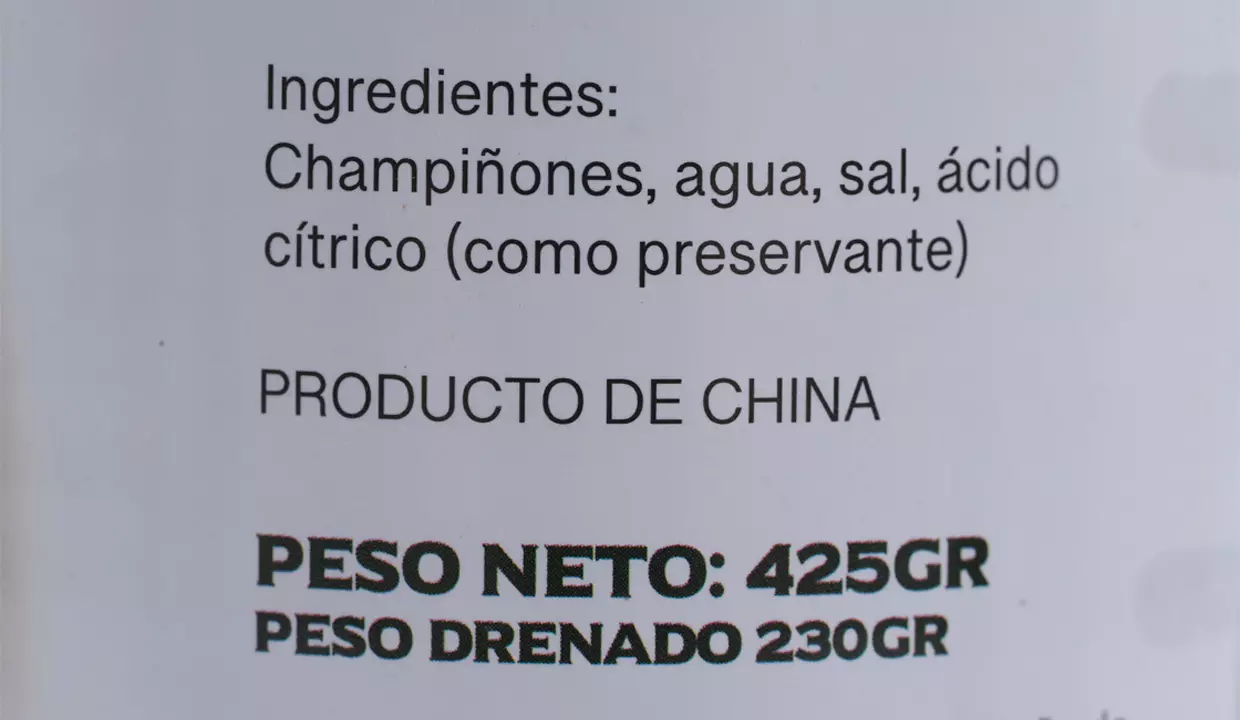 Ingredientes:
Champiñones, agua, sal, ácido
cítrico (como preservante)
PRODUCTO DE CHINA
PESO NETO: 425GR
PESO DRENADO 230GR